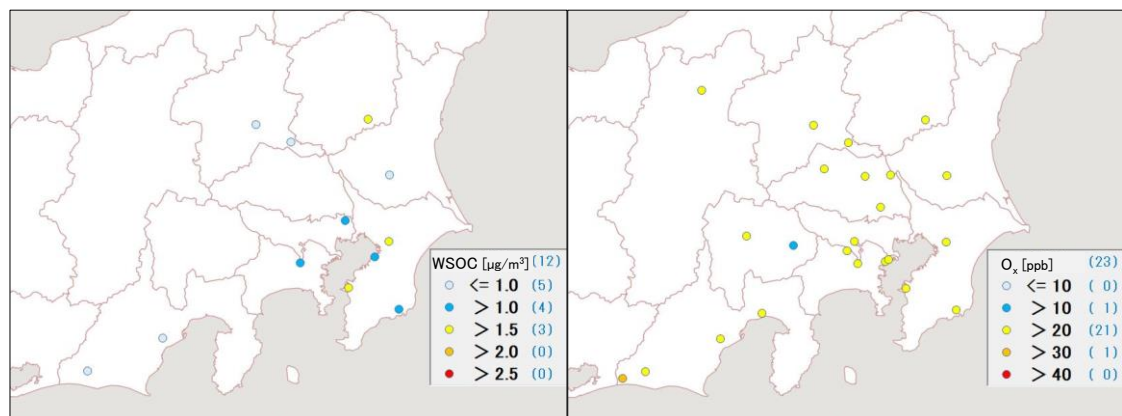 WSOC [μg/m³] (12)
<= 1.0 (5)
> 1.0 (4)
> 1.5 (3)
> 2.0 (0)
> 2.5 (0)
Ox [ppb] (23)
<= 10 ( 0)
> 10 ( 1)
> 20 (21)
> 30 ( 1)
> 40 ( 0)